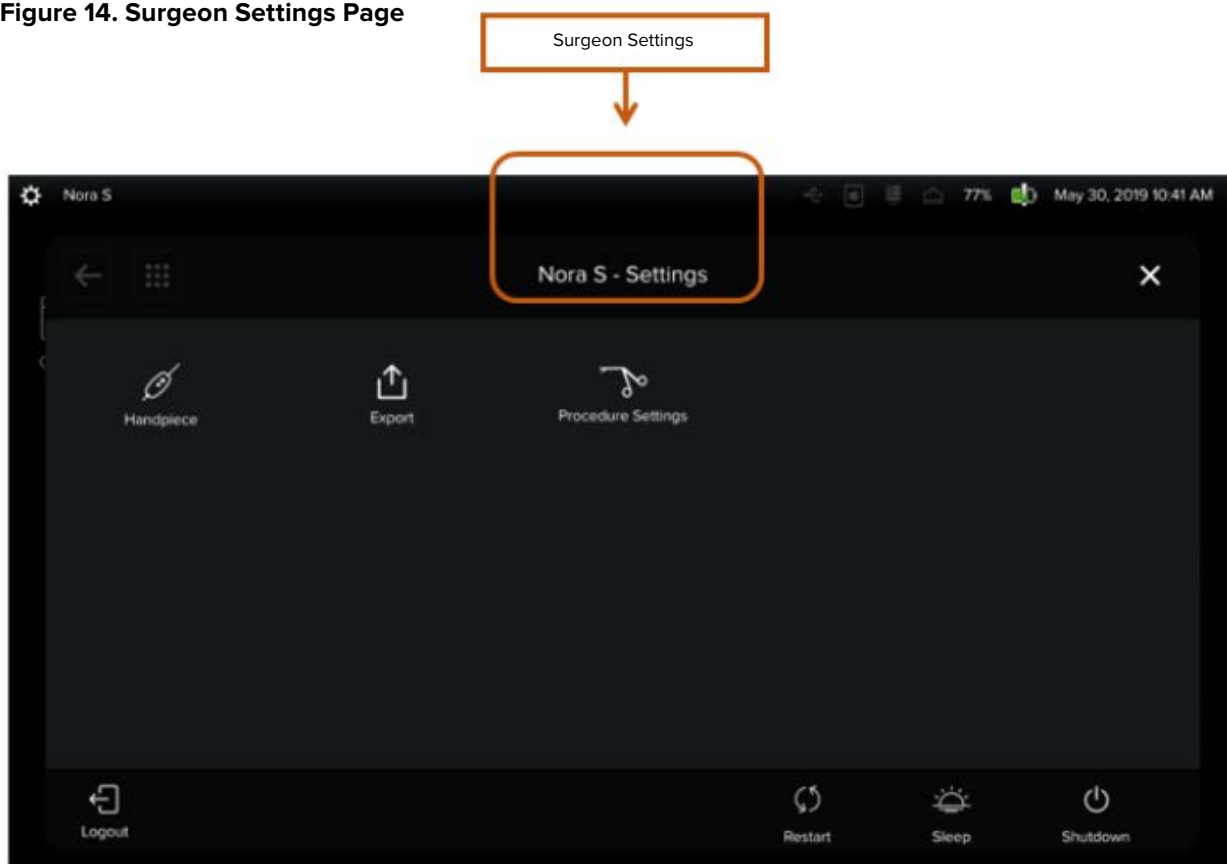 Figure 14. Surgeon Settings Page
Surgeon Settings
Nora S 77% May 30, 2019 10:41 AM
Nora S - Settings
Handpiece Export Procedure Settings
Logout Restart Sleep Shutdown